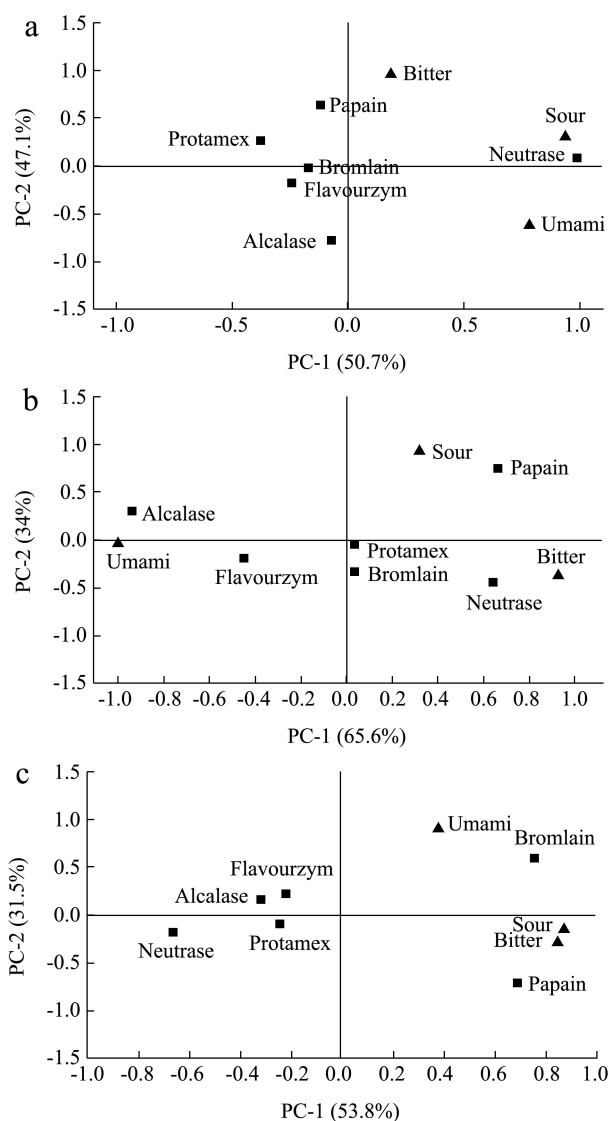 a
1.5
1.0
0.5
0.0
-0.5
-1.0
-1.5
PC-2 (47.1%)
Bitter
Papain
Sour
Protamex
Neutrase
Bromlain
Flavourzym
Umami
Alcalase
-1.0 -0.5 0.0 0.5 1.0
PC-1 (50.7%)
b
1.5
1.0
0.5
0.0
-0.5
-1.0
-1.5
PC-2 (34%)
Sour
Papain
Alcalase
Umami
Flavourzym
Protamex
Bromlain
Bitter
Neutrase
-1.0 -0.8 -0.6 -0.4 -0.2 0.0 0.2 0.4 0.6 0.8 1.0
PC-1 (65.6%)
c
1.5
1.0
0.5
0.0
-0.5
-1.0
-1.5
PC-2 (31.5%)
Umami
Bromlain
Flavourzym
Alcalase
Neutrase
Protamex
Sour
Bitter
Papain
-1.0 -0.8 -0.6 -0.4 -0.2 0.0 0.2 0.4 0.6 0.8 1.0
PC-1 (53.8%)